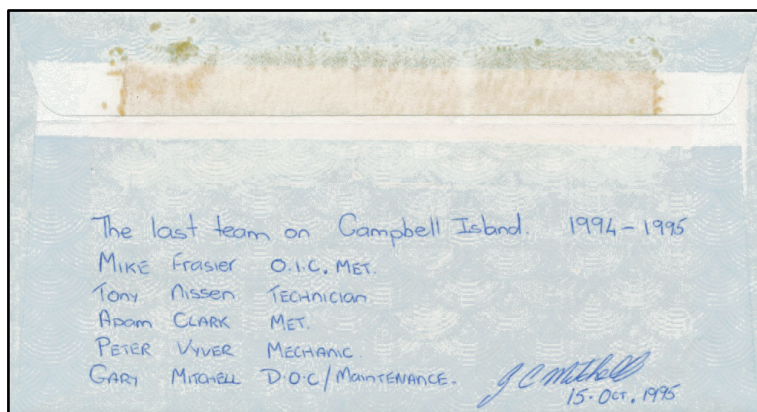 The last team on Campbell Island. 1994-1995
MIKE Frasier O.I.C. MET.
Tony Nissen TECHNICIAN
ADAM CLARK MET.
PETER VYVER MECHANIC.
GARY MITCHELL D.O.C/MAINTENANCE.
G C Mitchell
15. OCT. 1995